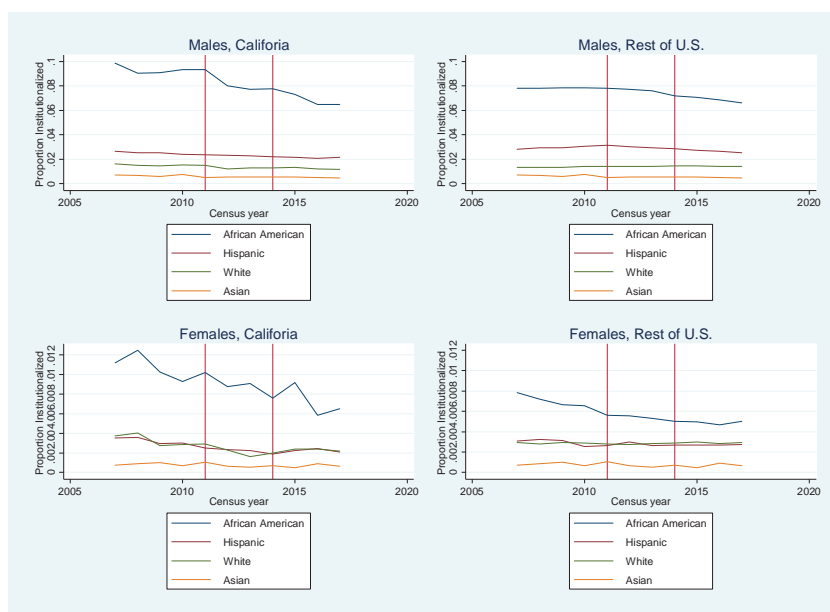 Males, Califoria
Proportion Institutionalized
0 .02 .04 .06 .08 .1
2005 2010 2015 2020
Census year
African American
Hispanic
White
Asian
Males, Rest of U.S.
Proportion Institutionalized
0 .02 .04 .06 .08 .1
2005 2010 2015 2020
Census year
African American
Hispanic
White
Asian
Females, Califoria
Proportion Institutionalized
0 .002.004.006.008 .01 .012
2005 2010 2015 2020
Census year
African American
Hispanic
White
Asian
Females, Rest of U.S.
Proportion Institutionalized
0 .002.004.006.008 .01 .012
2005 2010 2015 2020
Census year
African American
Hispanic
White
Asian